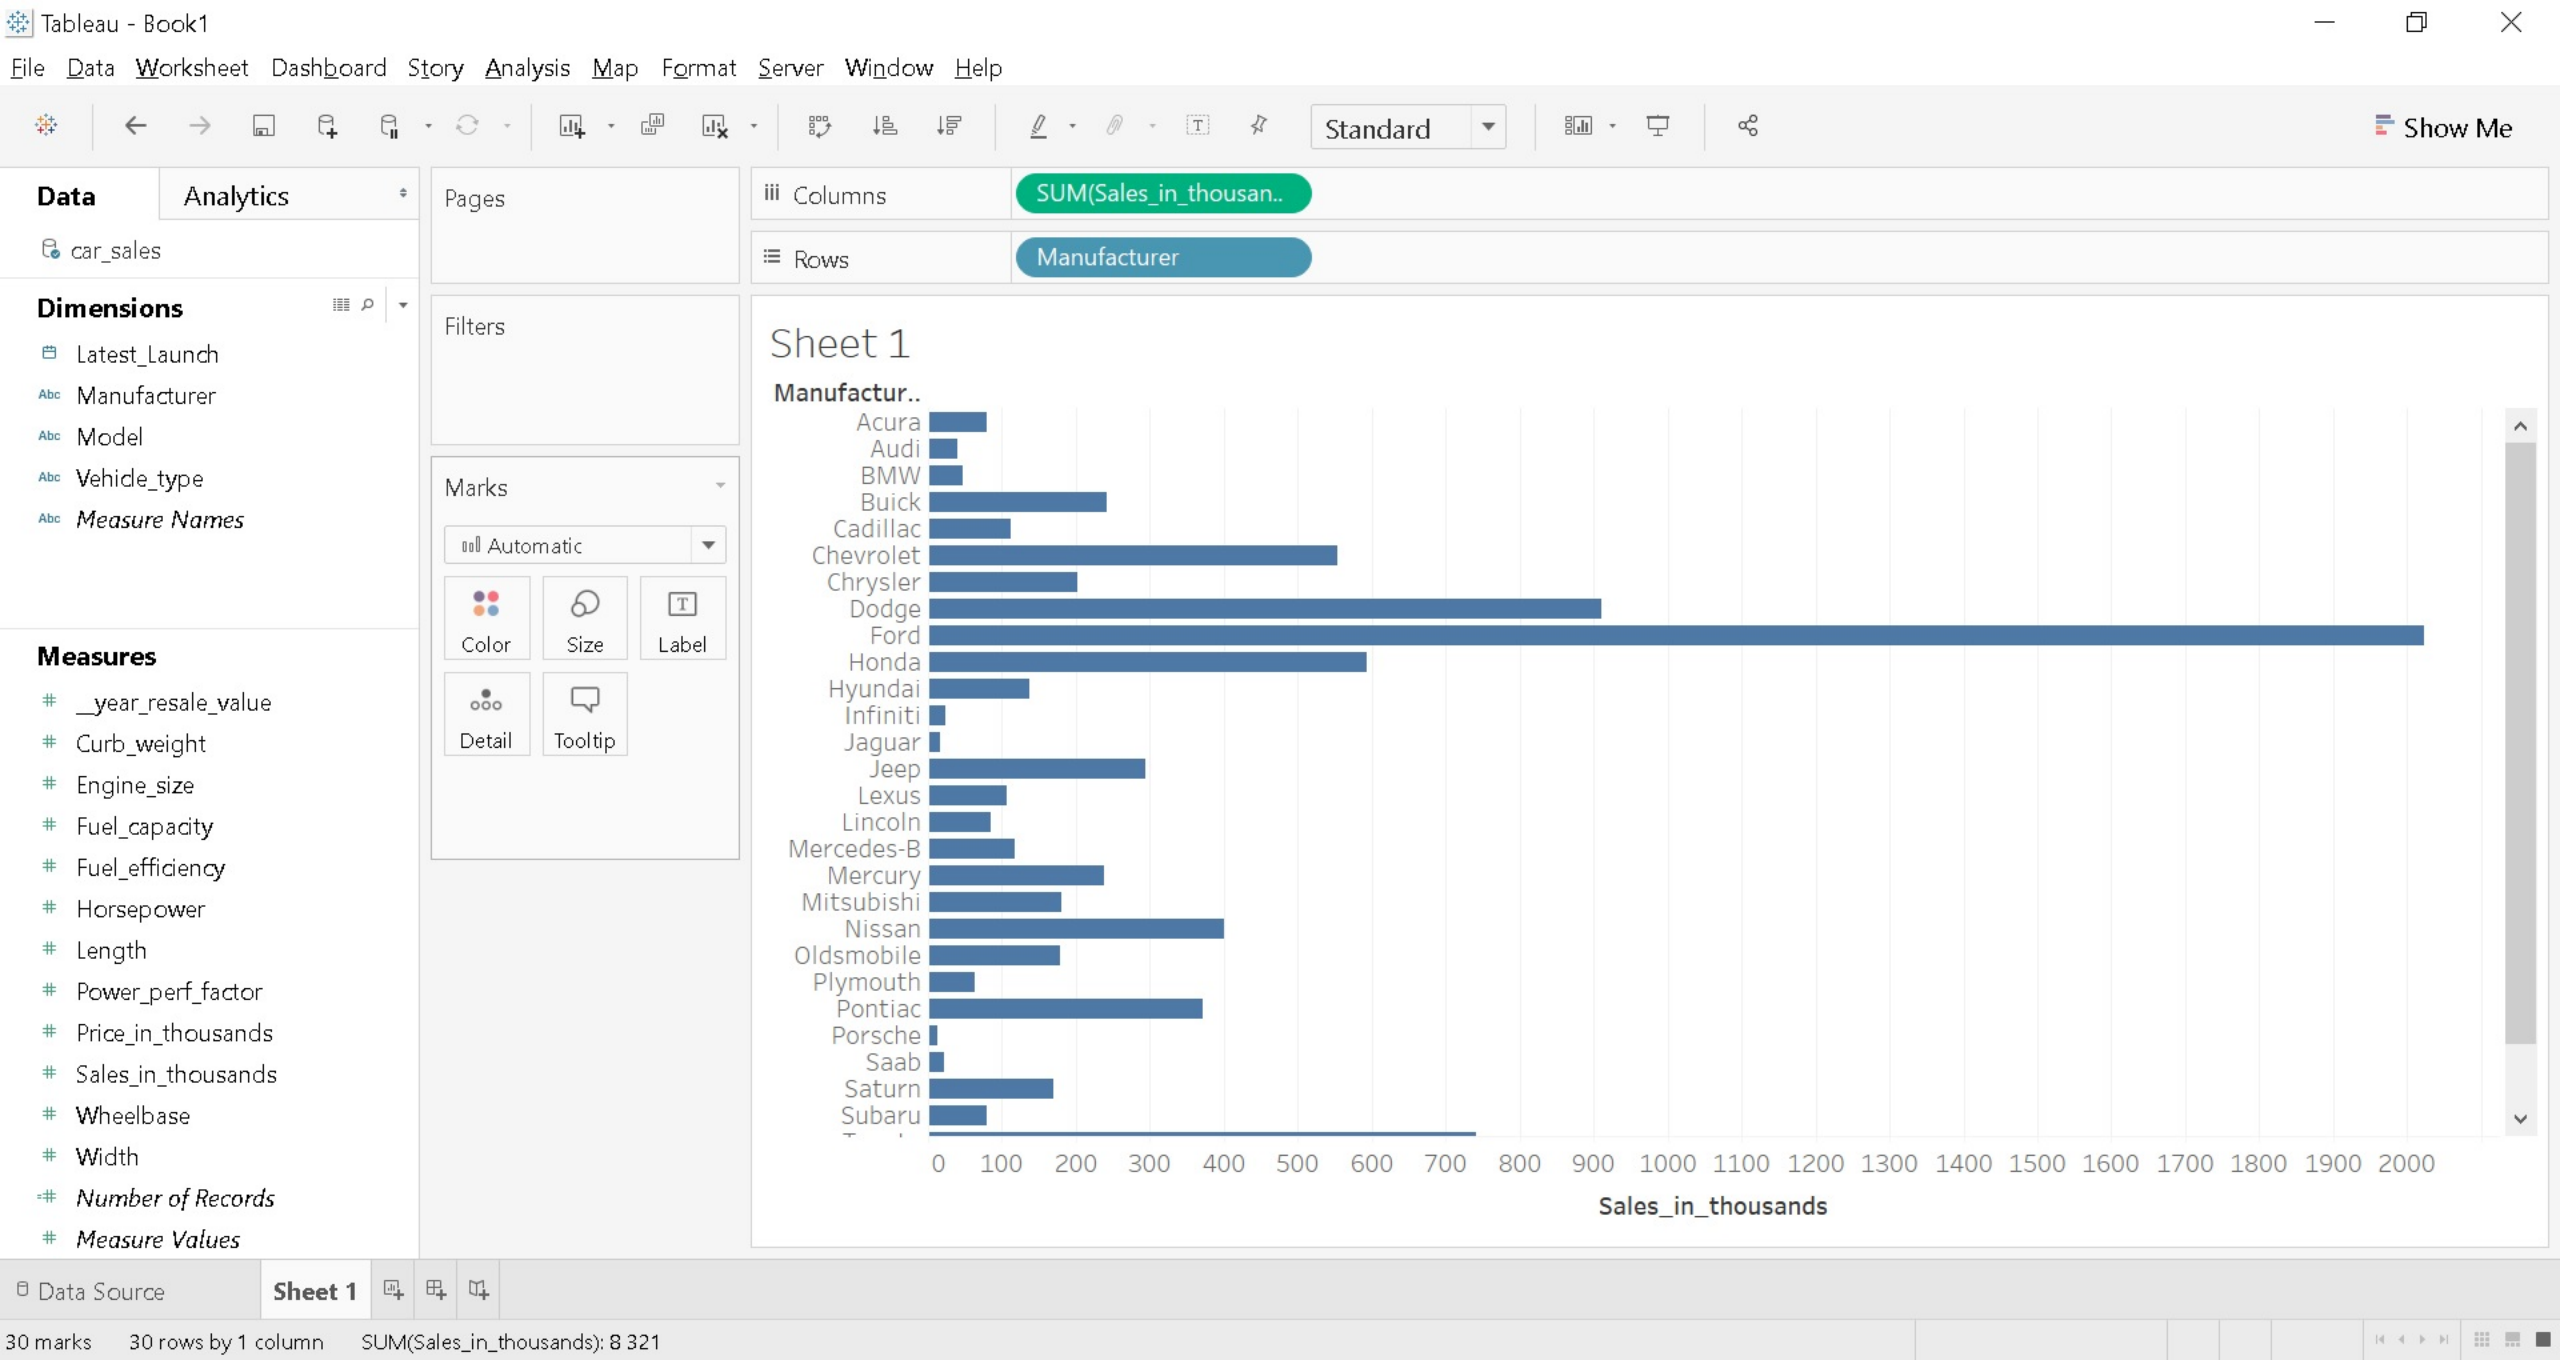 Tableau - Book1
File Data Worksheet Dashboard Story Analysis Map Format Server Window Help
Standard
Show Me
Data Analytics
car_sales
Dimensions
Latest_Launch
Abc Manufacturer
Abc Model
Abc Vehicle_type
Abc Measure Names
Measures
# __year_resale_value
# Curb_weight
# Engine_size
# Fuel_capacity
# Fuel_efficiency
# Horsepower
# Length
# Power_perf_factor
# Price_in_thousands
# Sales_in_thousands
# Wheelbase
# Width
=# Number of Records
# Measure Values
Pages
Filters
Marks
Automatic
Color Size T Label
Detail Tooltip
Columns SUM(Sales_in_thousan..
Rows Manufacturer
Sheet 1
Manufactur..
Acura
Audi
BMW
Buick
Cadillac
Chevrolet
Chrysler
Dodge
Ford
Honda
Hyundai
Infiniti
Jaguar
Jeep
Lexus
Lincoln
Mercedes-B
Mercury
Mitsubishi
Nissan
Oldsmobile
Plymouth
Pontiac
Porsche
Saab
Saturn
Subaru
0 100 200 300 400 500 600 700 800 900 1000 1100 1200 1300 1400 1500 1600 1700 1800 1900 2000
Sales_in_thousands
Data Source Sheet 1
30 marks 30 rows by 1 column SUM(Sales_in_thousands): 8 321